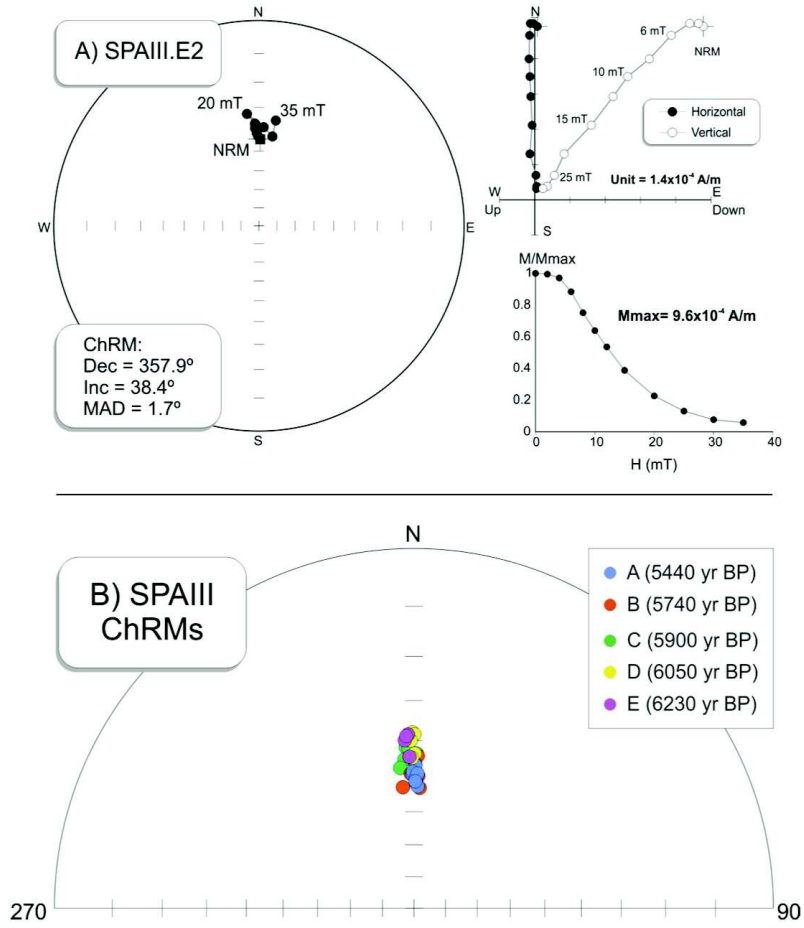 N
A) SPAIII.E2
20 mT
35 mT
NRM
W
E
S
ChRM:
Dec = 357.9º
Inc = 38.4º
MAD = 1.7º
N
6 mT
NRM
10 mT
15 mT
25 mT
Horizontal
Vertical
Unit = 1.4x10⁻⁴ A/m
W
E
Up
Down
S
M/Mmax
1
0.8
0.6
0.4
0.2
0
Mmax= 9.6x10⁻⁴ A/m
0
10
20
30
40
H (mT)
N
B) SPAIII
ChRMs
A (5440 yr BP)
B (5740 yr BP)
C (5900 yr BP)
D (6050 yr BP)
E (6230 yr BP)
270
90